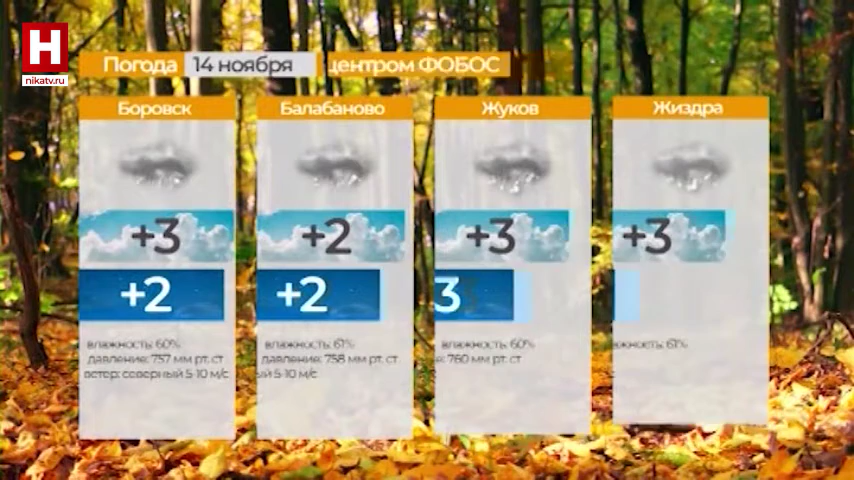 Н
nikatv.ru
Погода 14 ноября центром ФОБОС
Боровск
+3
+2
влажность: 60%
давление: 757 мм рт. ст
ветер: северный 5-10 м/с
Балабаново
+2
+2
влажность: 61%
давление: 758 мм рт. ст
ый 5-10 м/с
Жуков
+3
3
влажность: 60%
е: 760 мм рт. ст
Жиздра
+3
ажность: 61%